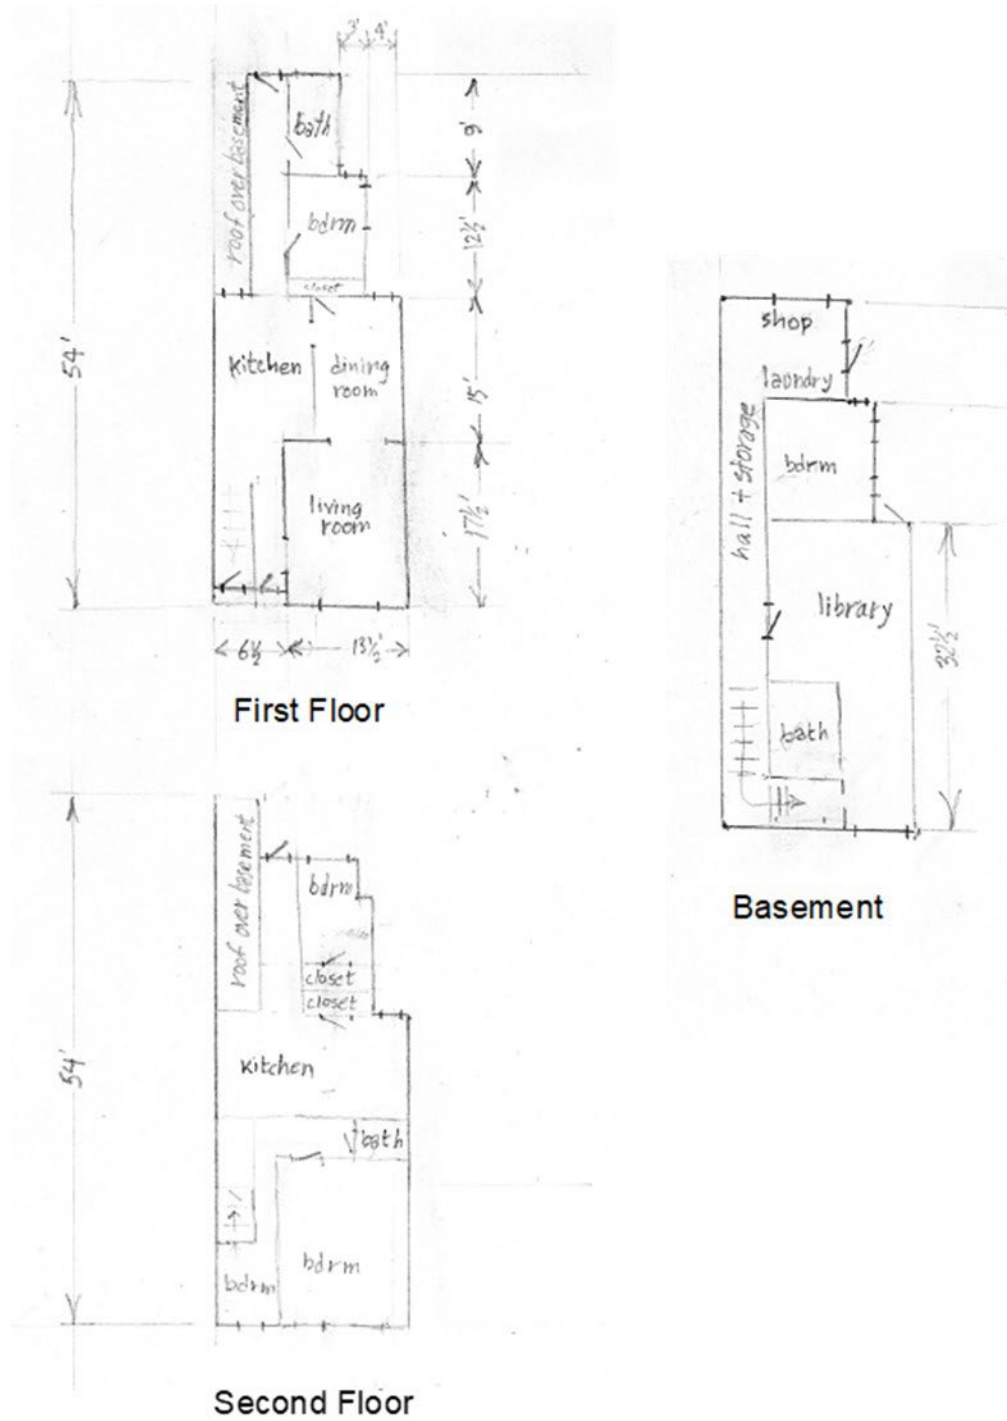 3' 4'
roof over basement
bath
9'
bdrm
12½'
closet
54'
kitchen
dining
room
15'
living
room
17½'
6½' 13½'
First Floor
shop
laundry
hall + storage
bdrm
library
32½'
bath
Basement
roof over basement
bdrm
closet
closet
54'
kitchen
bath
bdrm
bdrm
Second Floor